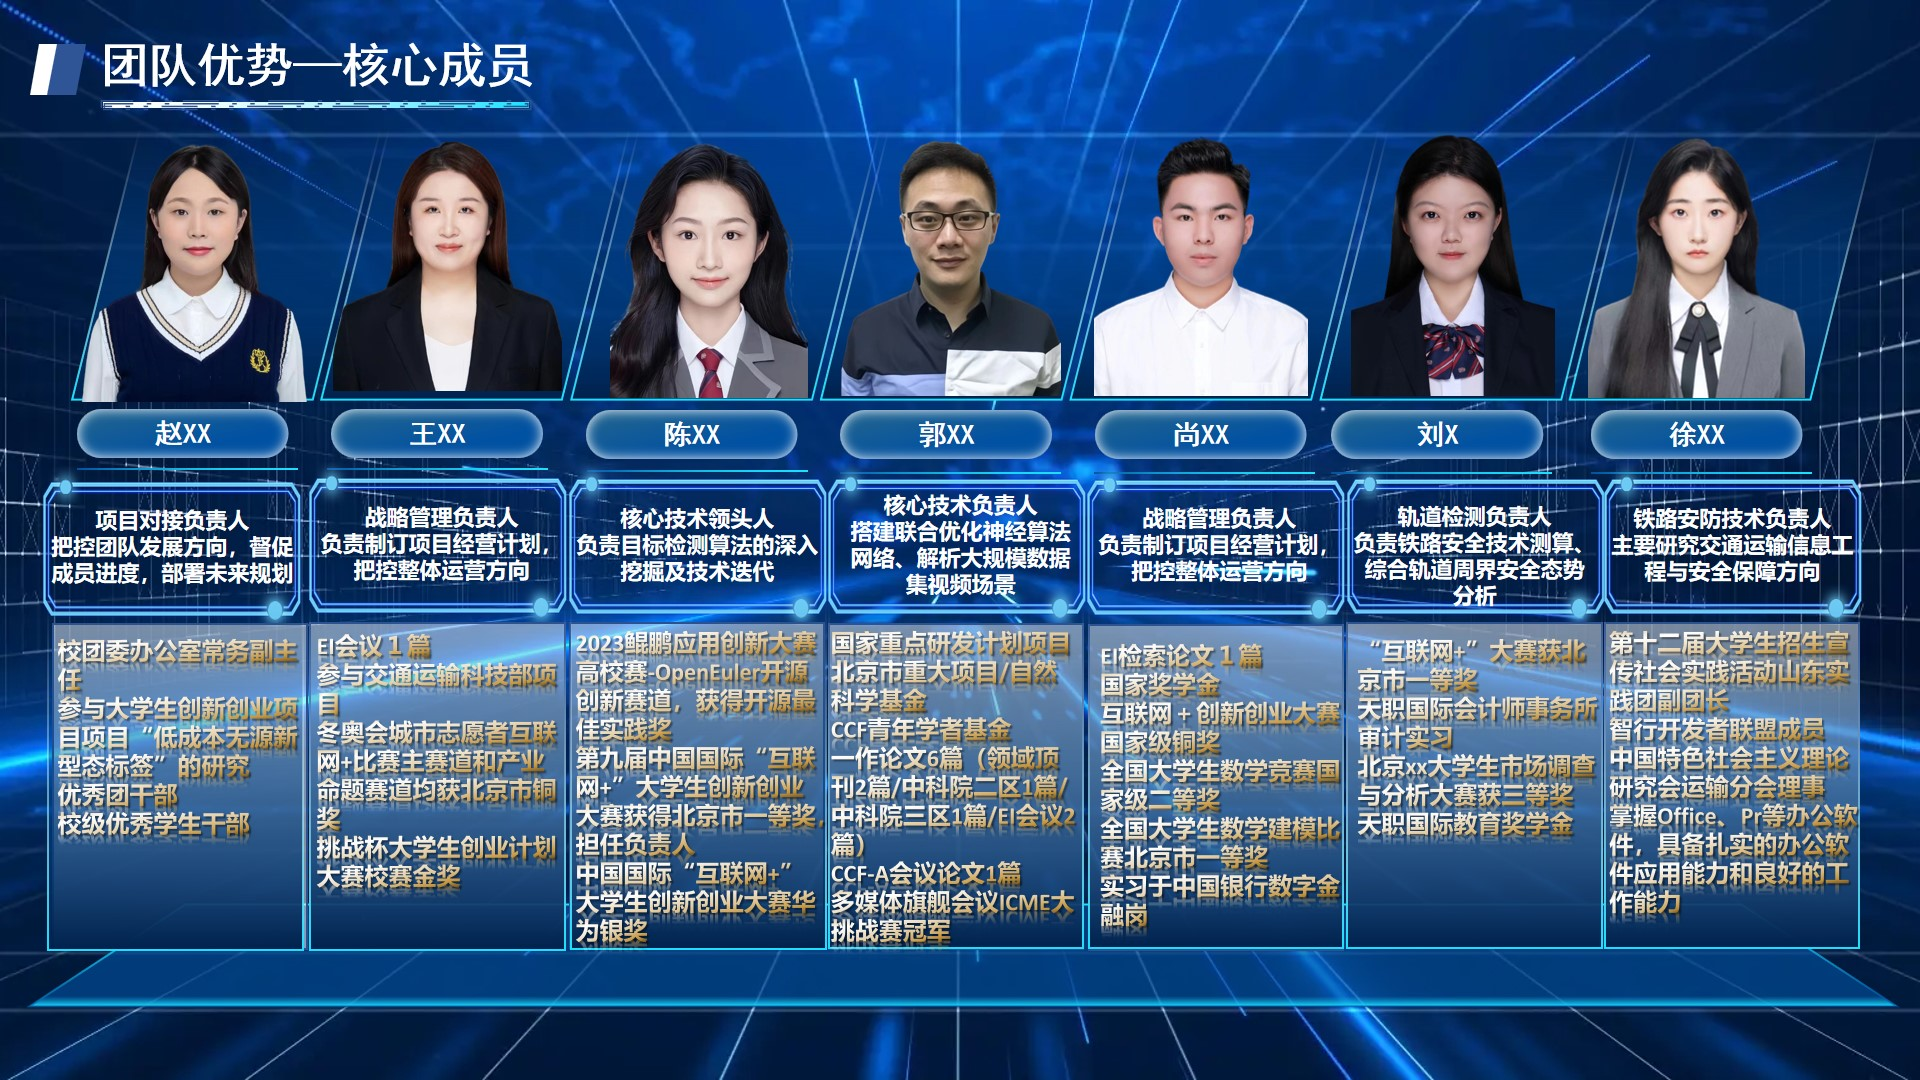 团队优势—核心成员
赵XX
王XX
陈XX
郭XX
尚XX
刘X
徐XX
项目对接负责人
把控团队发展方向，督促
成员进度，部署未来规划
战略管理负责人
负责制订项目经营计划，
把控整体运营方向
核心技术领头人
负责目标检测算法的深入
挖掘及技术迭代
核心技术负责人
搭建联合优化神经算法
网络、解析大规模数据
集视频场景
战略管理负责人
负责制订项目经营计划，
把控整体运营方向
轨道检测负责人
负责铁路安全技术测算、
综合轨道周界安全态势
分析
铁路安防技术负责人
主要研究交通运输信息工
程与安全保障方向
校团委办公室常务副主
任
参与大学生创新创业项
目项目“低成本无源新
型态标签”的研究
优秀团干部
校级优秀学生干部
EI会议１篇
参与交通运输科技部项
目
冬奥会城市志愿者互联
网+比赛主赛道和产业
命题赛道均获北京市铜
奖
挑战杯大学生创业计划
大赛校赛金奖
2023鲲鹏应用创新大赛
高校赛-OpenEuler开源
创新赛道，获得开源最
佳实践奖
第九届中国国际“互联
网+”大学生创新创业
大赛获得北京市一等奖，
担任负责人
中国国际“互联网+”
大学生创新创业大赛华
为银奖
国家重点研发计划项目
北京市重大项目/自然
科学基金
CCF青年学者基金
一作论文6篇（领域顶
刊2篇/中科院二区1篇/
中科院三区1篇/EI会议2
篇）
CCF-A会议论文1篇
多媒体旗舰会议ICME大
挑战赛冠军
EI检索论文１篇
国家奖学金
互联网＋创新创业大赛
国家级铜奖
全国大学生数学竞赛国
家级二等奖
全国大学生数学建模比
赛北京市一等奖
实习于中国银行数字金
融岗
“互联网+”大赛获北
京市一等奖
天职国际会计师事务所
审计实习
北京xx大学生市场调查
与分析大赛获三等奖
天职国际教育奖学金
第十二届大学生招生宣
传社会实践活动山东实
践团副团长
智行开发者联盟成员
中国特色社会主义理论
研究会运输分会理事
掌握Office、Pr等办公软
件，具备扎实的办公软
件应用能力和良好的工
作能力